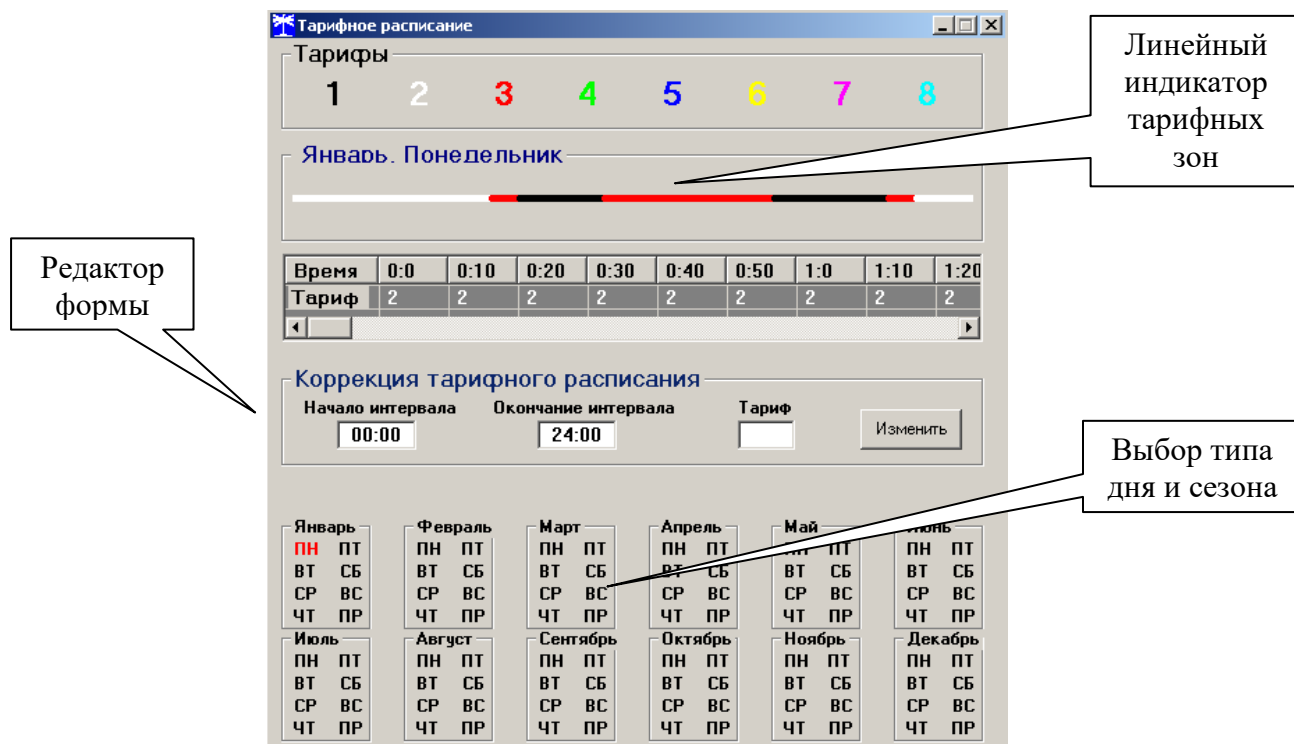 Тарифное расписание
Тарифы
1 2 3 4 5 6 7 8
Линейный
индикатор
тарифных
зон
Январь. Понедельник
Редактор
формы
Время 0:0 0:10 0:20 0:30 0:40 0:50 1:0 1:10 1:20
Тариф 2 2 2 2 2 2 2 2 2
Коррекция тарифного расписания
Начало интервала Окончание интервала Тариф
00:00 24:00 Изменить
Выбор типа
дня и сезона
Январь Февраль Март Апрель Май Июнь
ПН ПТ ПН ПТ ПН ПТ ПН ПТ ПН ПТ ПН ПТ
ВТ СБ ВТ СБ ВТ СБ ВТ СБ ВТ СБ ВТ СБ
СР ВС СР ВС СР ВС СР ВС СР ВС СР ВС
ЧТ ПР ЧТ ПР ЧТ ПР ЧТ ПР ЧТ ПР ЧТ ПР
Июль Август Сентябрь Октябрь Ноябрь Декабрь
ПН ПТ ПН ПТ ПН ПТ ПН ПТ ПН ПТ ПН ПТ
ВТ СБ ВТ СБ ВТ СБ ВТ СБ ВТ СБ ВТ СБ
СР ВС СР ВС СР ВС СР ВС СР ВС СР ВС
ЧТ ПР ЧТ ПР ЧТ ПР ЧТ ПР ЧТ ПР ЧТ ПР